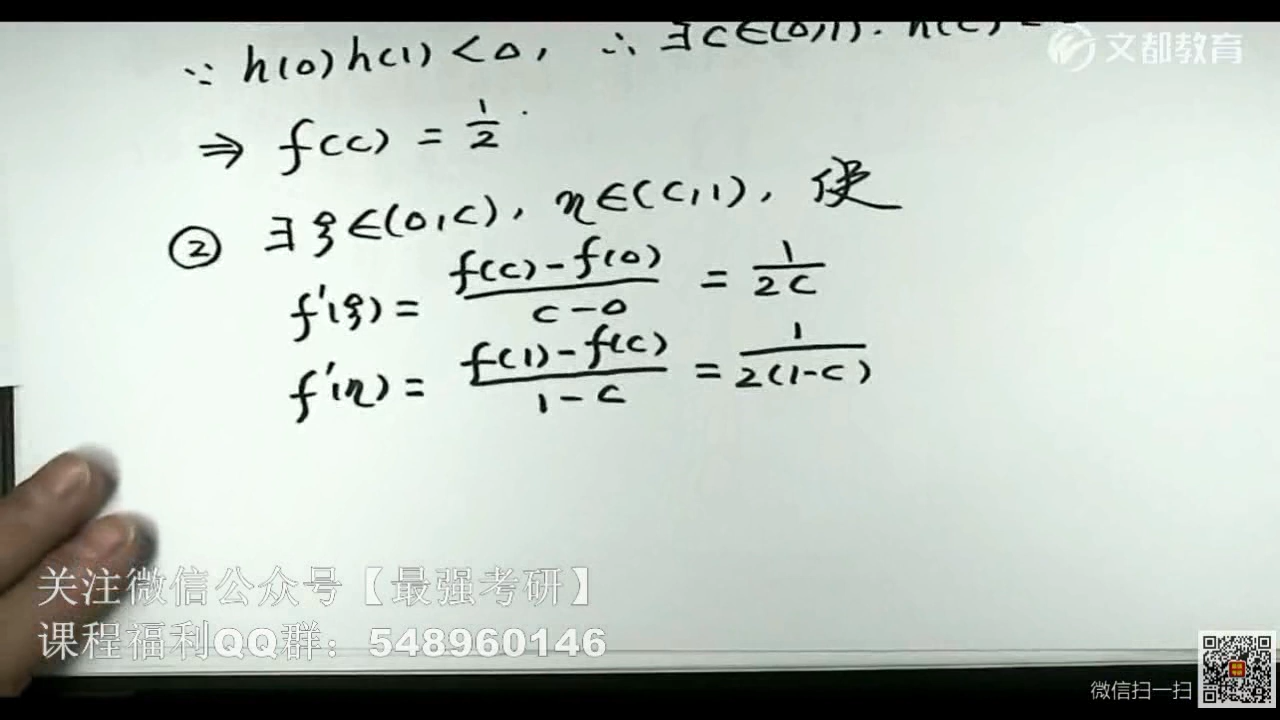 ∵ h(0)h(1)<0, ∴ ∃c∈(0,1). h(c)=
文都教育
⇒ f(c) = 1/2
② ∃ξ∈(0,c), η∈(c,1), 使
f'(ξ) = (f(c)-f(0))/(c-0) = 1/(2c)
f'(η) = (f(1)-f(c))/(1-c) = 1/(2(1-c))
关注微信公众号【最强考研】
课程福利QQ群：548960146
微信扫一扫